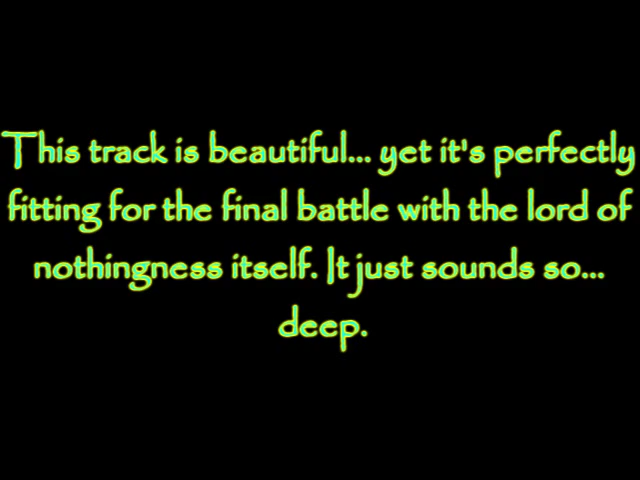 This track is beautiful... yet it's perfectly
fitting for the final battle with the lord of
nothingness itself. It just sounds so...
deep.